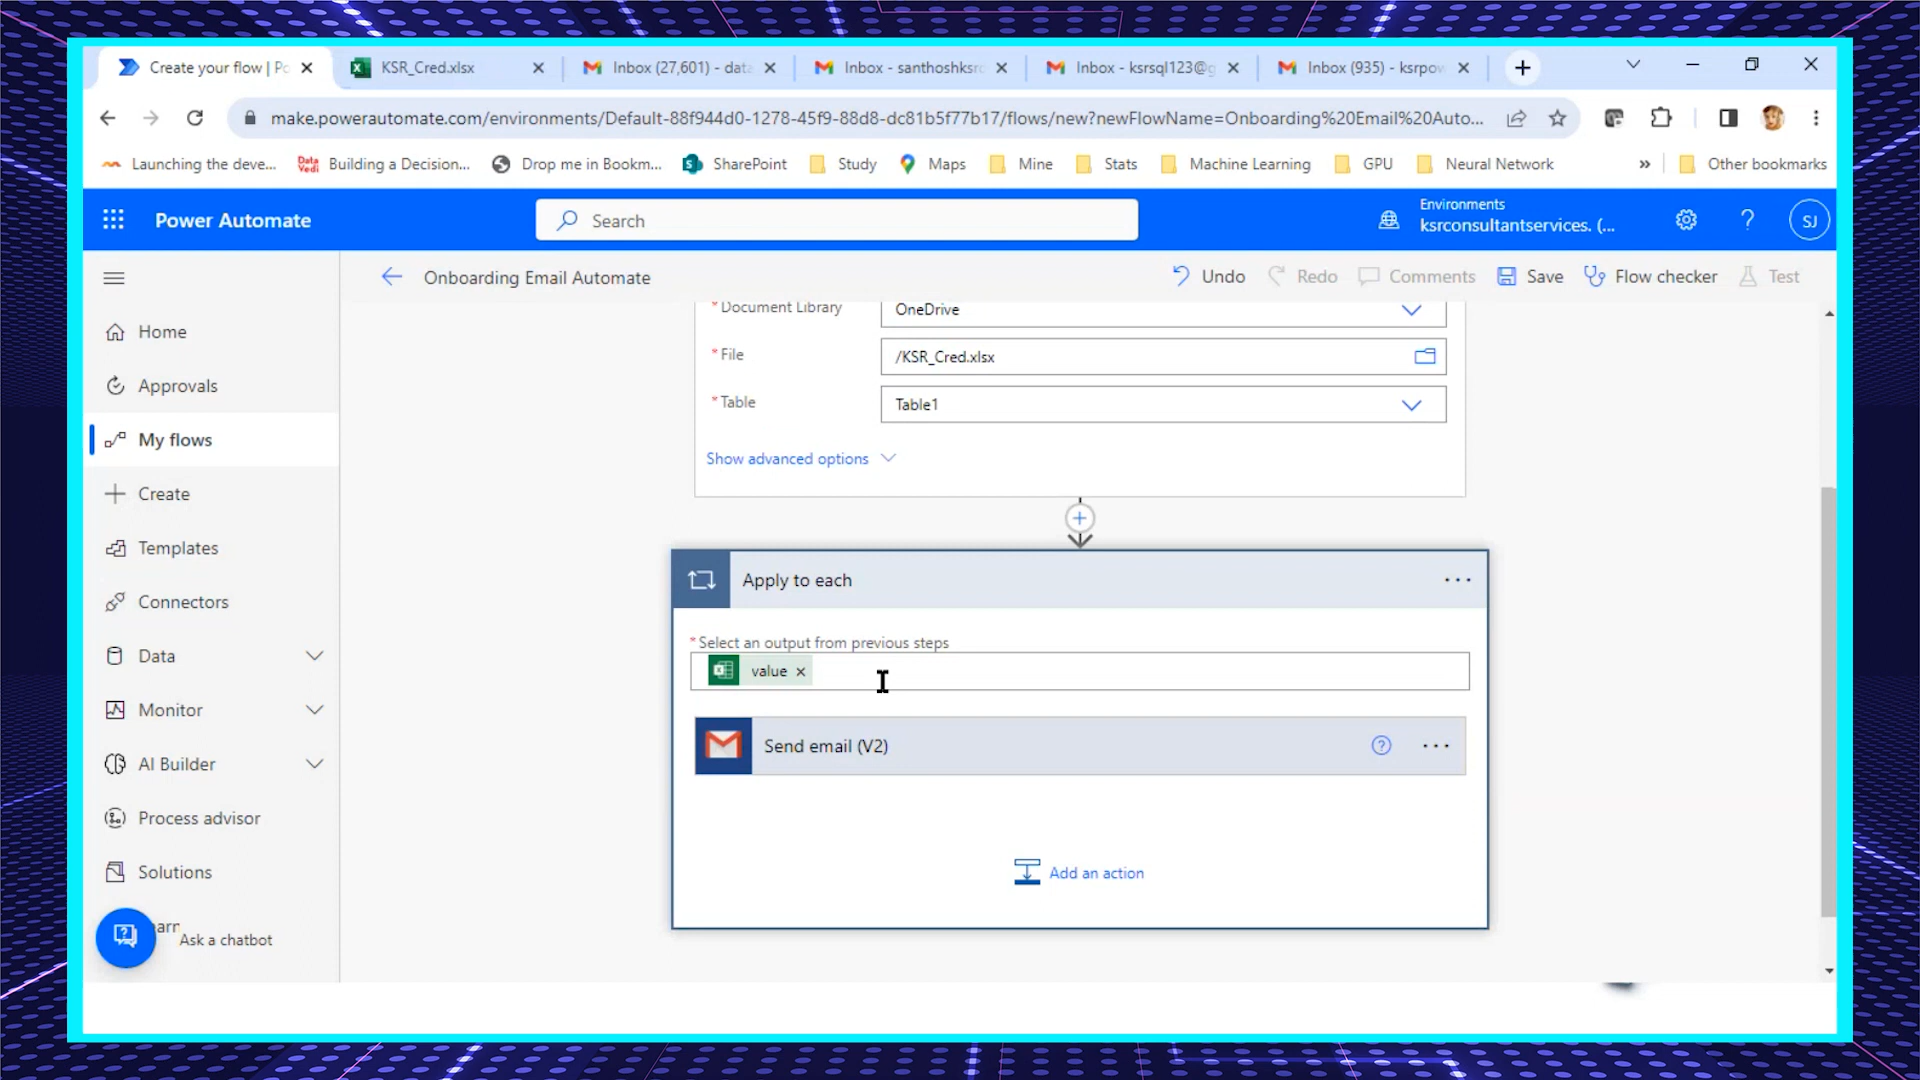 Create your flow | Po
KSR_Cred.xlsx
Inbox (27,601) - data
Inbox - santhoshksro
Inbox - ksrsql123@g
Inbox (935) - ksrpow
make.powerautomate.com/environments/Default-88f944d0-1278-45f9-88d8-dc81b5f77b17/flows/new?newFlowName=Onboarding%20Email%20Auto...
Launching the deve...
Data Vedi
Building a Decision...
Drop me in Bookm...
SharePoint
Study
Maps
Mine
Stats
Machine Learning
GPU
Neural Network
»
Other bookmarks
Power Automate
Search
Environments
ksrconsultantservices. (...
?
SJ
Onboarding Email Automate
Undo
Redo
Comments
Save
Flow checker
Test
Home
Approvals
My flows
Create
Templates
Connectors
Data
Monitor
AI Builder
Process advisor
Solutions
Ask a chatbot
* Document Library
OneDrive
* File
/KSR_Cred.xlsx
* Table
Table1
Show advanced options
Apply to each
* Select an output from previous steps
value
Send email (V2)
Add an action